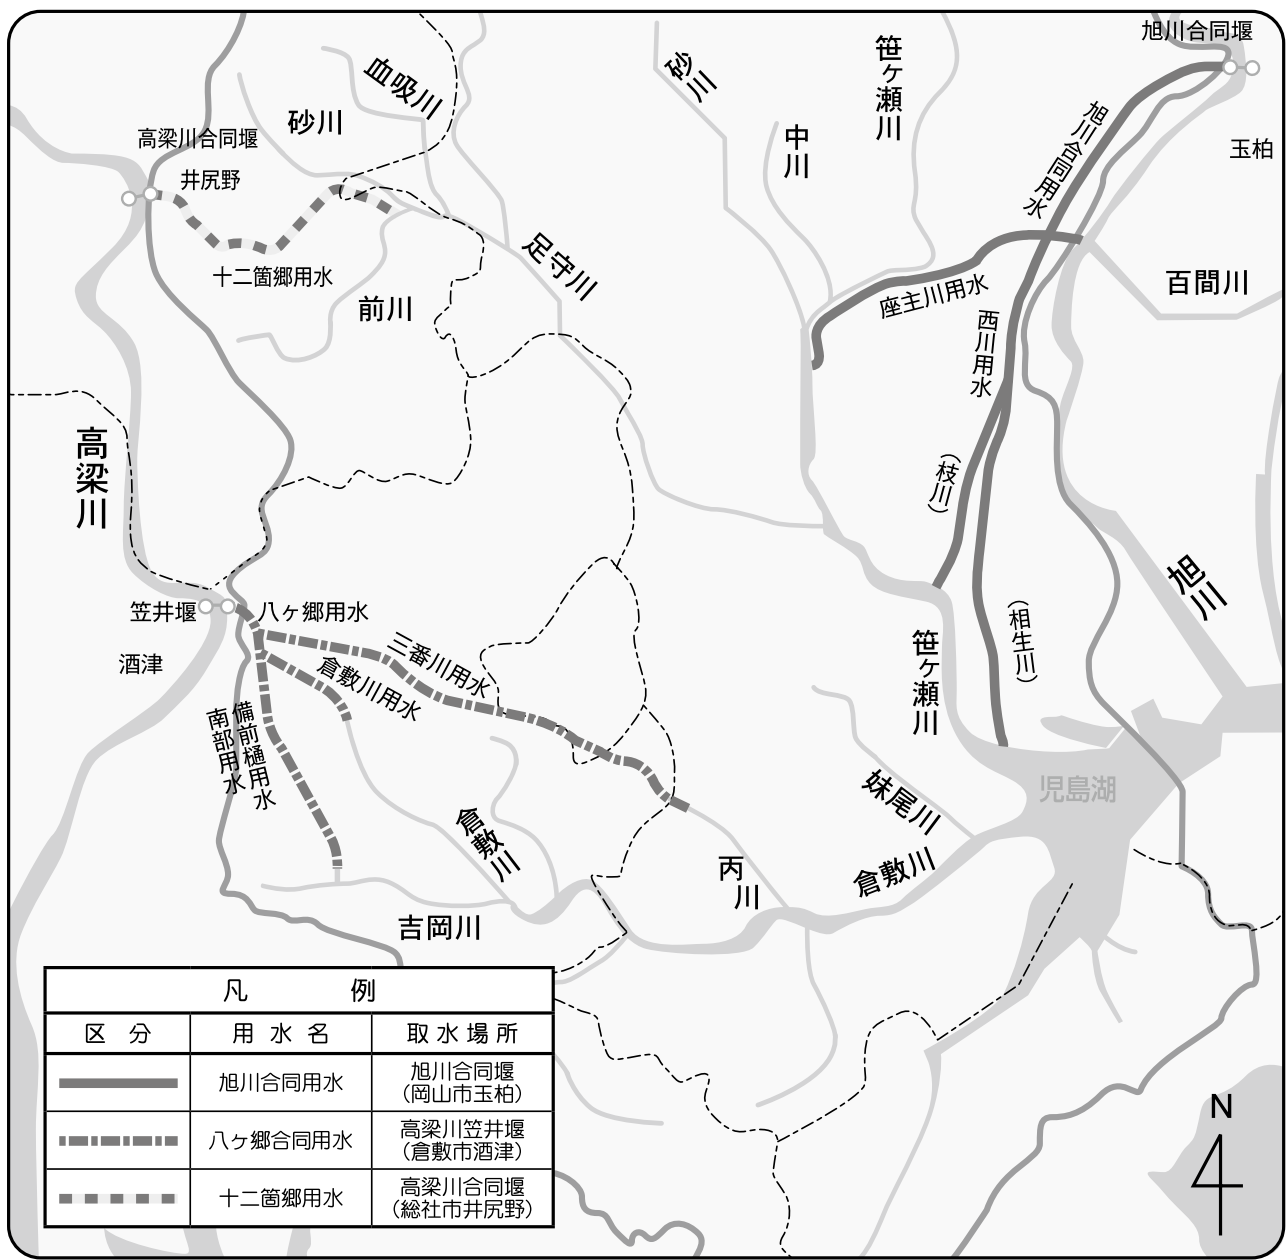 旭川合同堰
血吸川
砂川
笹ヶ瀬川
砂川
中川
高梁川合同堰
旭川合同用水
玉柏
井尻野
足守川
十二箇郷用水
百間川
前川
座主川用水
西川用水
高梁川
（枝川）
旭川
笠井堰
八ヶ郷用水
（相生川）
三番川用水
笹ヶ瀬川
酒津
倉敷川用水
備前樋用水
南部用水
児島湖
妹尾川
倉敷川
倉敷川
丙川
吉岡川
凡 例
区 分 用 水 名 取 水 場 所
旭川合同用水 旭川合同堰
（岡山市玉柏）
八ヶ郷合同用水 高梁川笠井堰
（倉敷市酒津）
十二箇郷用水 高梁川合同堰
（総社市井尻野）
N